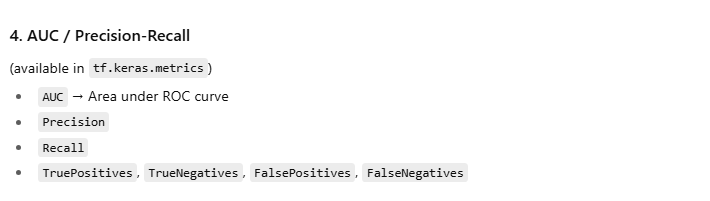 4. AUC / Precision-Recall
(available in tf.keras.metrics)
• AUC → Area under ROC curve
• Precision
• Recall
• TruePositives, TrueNegatives, FalsePositives, FalseNegatives